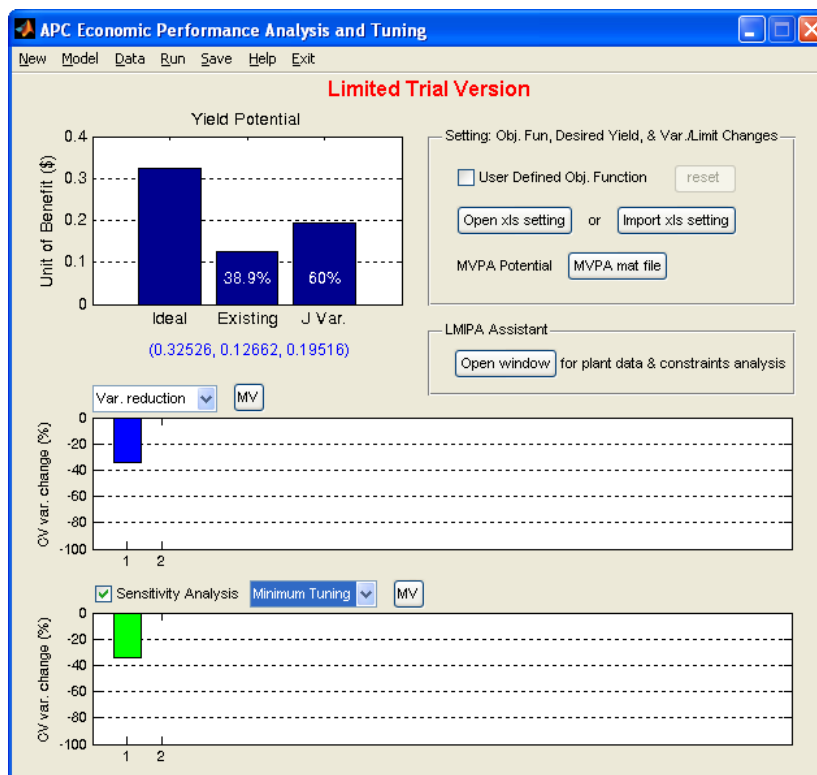 APC Economic Performance Analysis and Tuning
New Model Data Run Save Help Exit
Limited Trial Version
Yield Potential
Unit of Benefit ($)
0.4
0.3
0.2
0.1
0
38.9%
60%
Ideal Existing J Var.
(0.32526, 0.12662, 0.19516)
Setting: Obj. Fun, Desired Yield, & Var./Limit Changes
User Defined Obj. Function reset
Open xls setting or Import xls setting
MVPA Potential MVPA mat file
LMIPA Assistant
Open window for plant data & constraints analysis
Var. reduction MV
CV var. change (%)
0
-20
-40
-60
-80
-100
1 2
Sensitivity Analysis Minimum Tuning MV
CV var. change (%)
0
-20
-40
-60
-80
-100
1 2